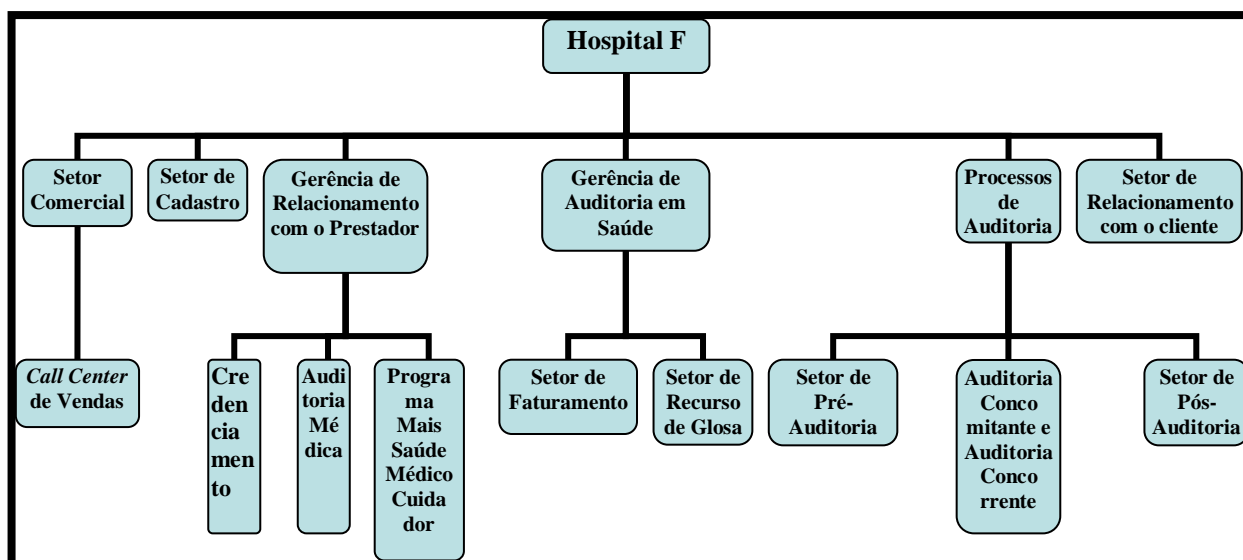 Hospital F
Setor
Comercial
Setor de
Cadastro
Gerência de
Relacionamento
com o Prestador
Gerência de
Auditoria em
Saúde
Processos
de
Auditoria
Setor de
Relacionamento
com o cliente
Call Center
de Vendas
Cre
den
cia
men
to
Audi
toria
Mé
dica
Progra
ma
Mais
Saúde
Médico
Cuida
dor
Setor de
Faturamento
Setor de
Recurso
de Glosa
Setor de
Pré-
Auditoria
Auditoria
Conco
mitante e
Auditoria
Conco
rrente
Setor de
Pós-
Auditoria